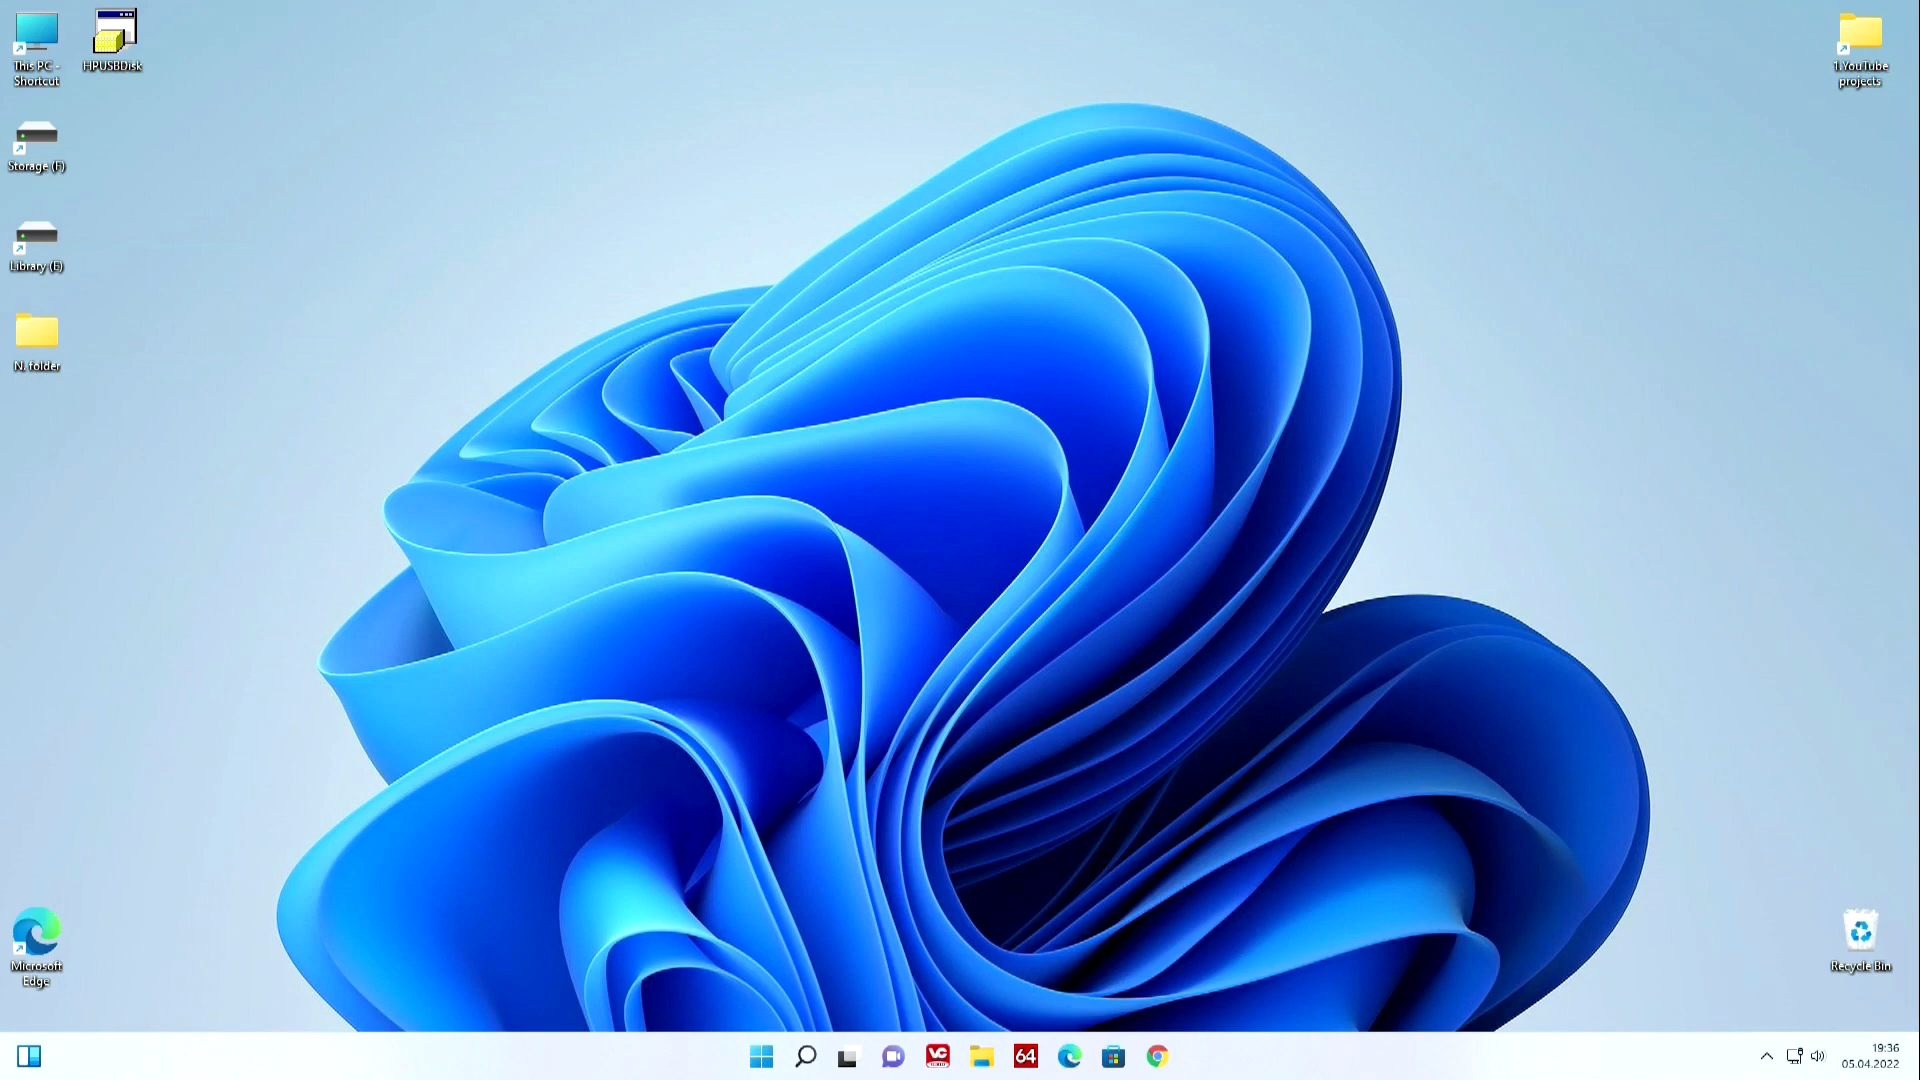 This PC -
Shortcut
HPUSBDisk
1.YouTube
projects
Storage (F)
Library (E)
N. folder
Microsoft
Edge
Recycle Bin
VC
64
19:36
05.04.2022